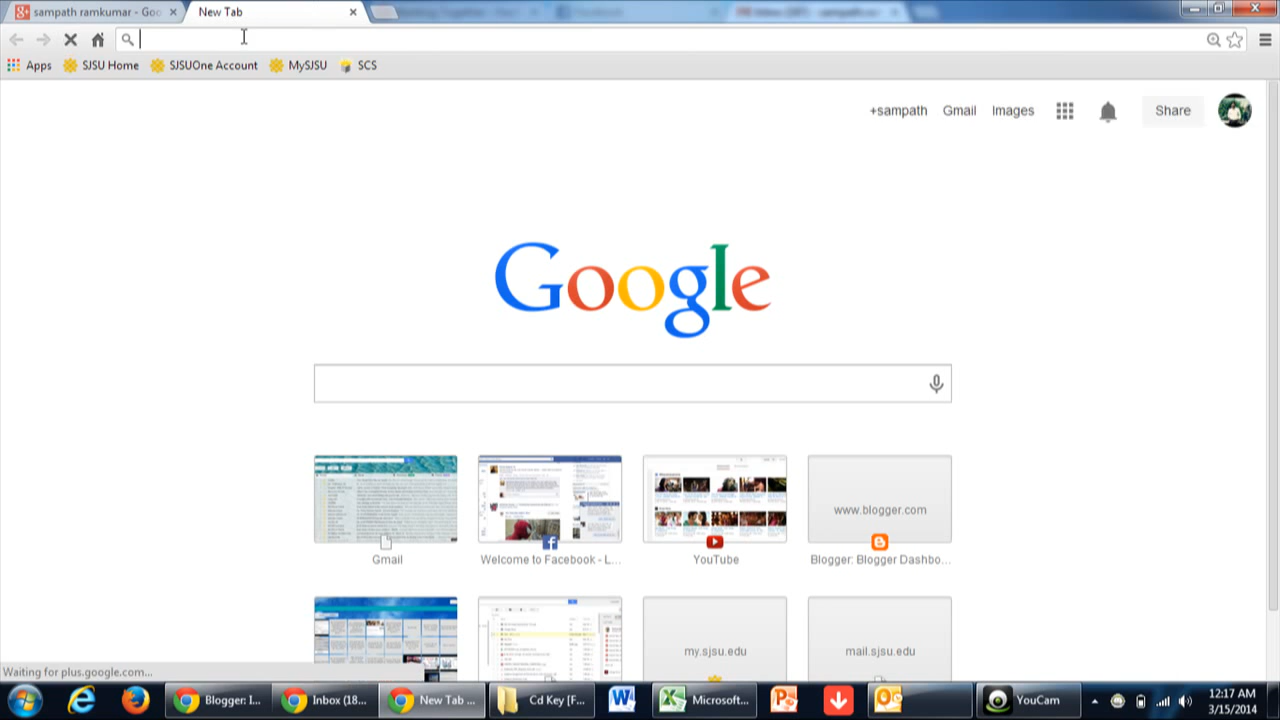 sampath ramkumar - Goo
New Tab
Apps
SJSU Home
SJSUOne Account
MySJSU
SCS
+sampath
Gmail
Images
Share
Google
Gmail
Welcome to Facebook - L...
YouTube
www.blogger.com
Blogger: Blogger Dashbo...
my.sjsu.edu
mail.sjsu.edu
Waiting for plus.google.com...
Blogger: I...
Inbox (18...
New Tab ...
Cd Key [F...
Microsoft...
YouCam
12:17 AM
3/15/2014